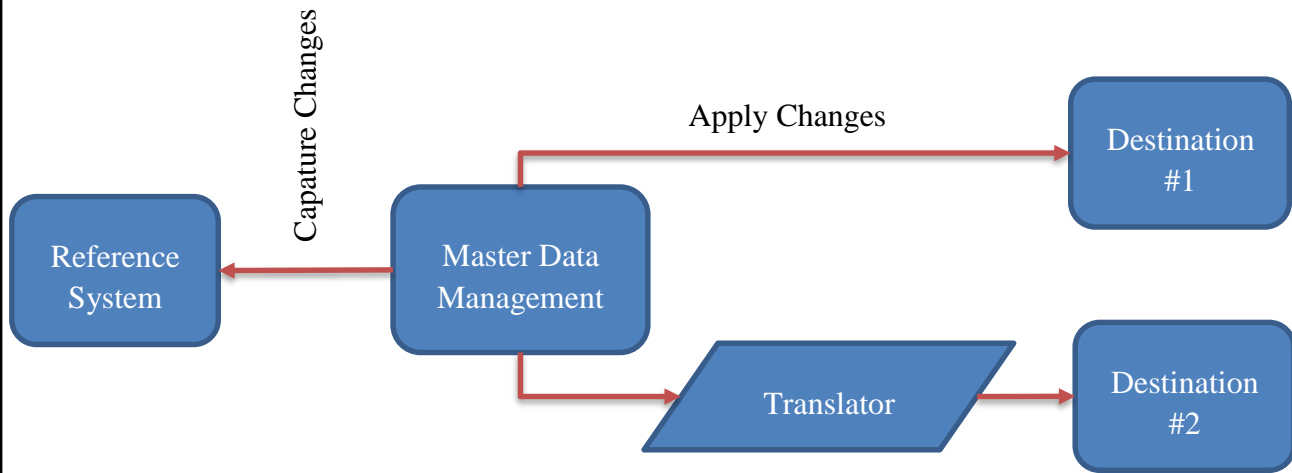 Capature Changes
Apply Changes
Destination
#1
Reference
System
Master Data
Management
Translator
Destination
#2